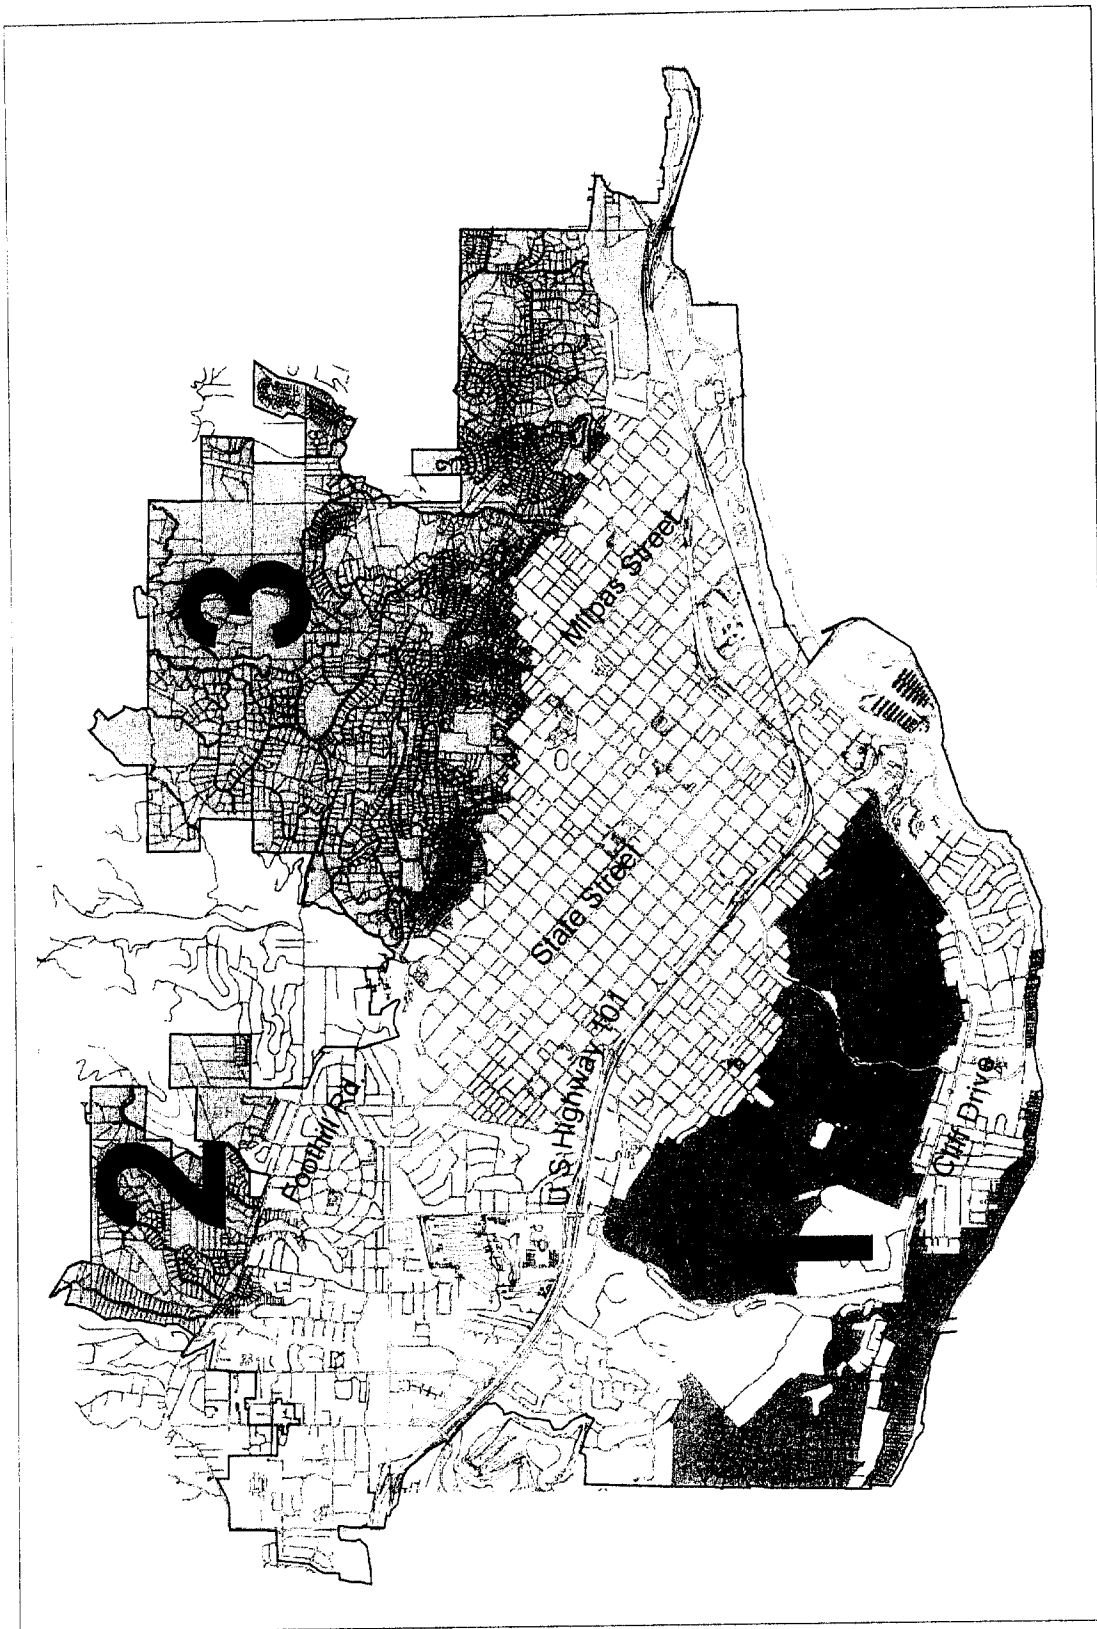 3
2
Milpas Street
State Street
U S Highway 101
Foothill Rd
Cliff Drive
1